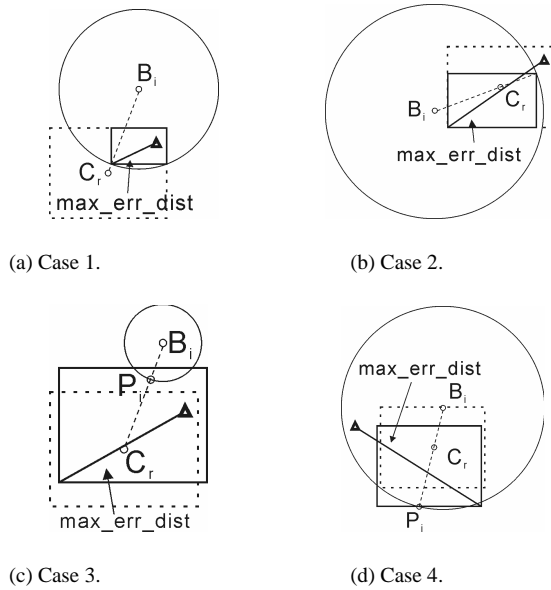 B_i
C_r
max_err_dist
(a) Case 1.
B_i
C_r
max_err_dist
(b) Case 2.
B_i
P_i
C_r
max_err_dist
(c) Case 3.
max_err_dist
B_i
C_r
P_i
(d) Case 4.